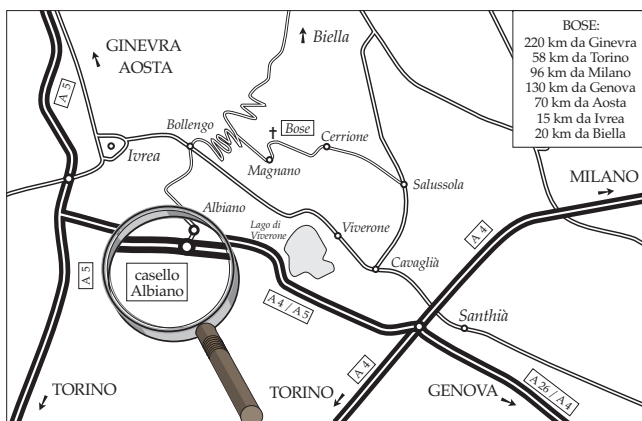 GINEVRA
AOSTA
Biella
BOSE:
220 km da Ginevra
58 km da Torino
96 km da Milano
130 km da Genova
70 km da Aosta
15 km da Ivrea
20 km da Biella
A 5
Bollengo
† Bose
Cerrione
Ivrea
Magnano
MILANO
Salussola
Albiano
Lago di
Viverone
Viverone
A 4
A 5
casello
Albiano
Cavaglià
A 4 / A 5
Santhià
A 4
TORINO
TORINO
GENOVA
A 26 / A 4